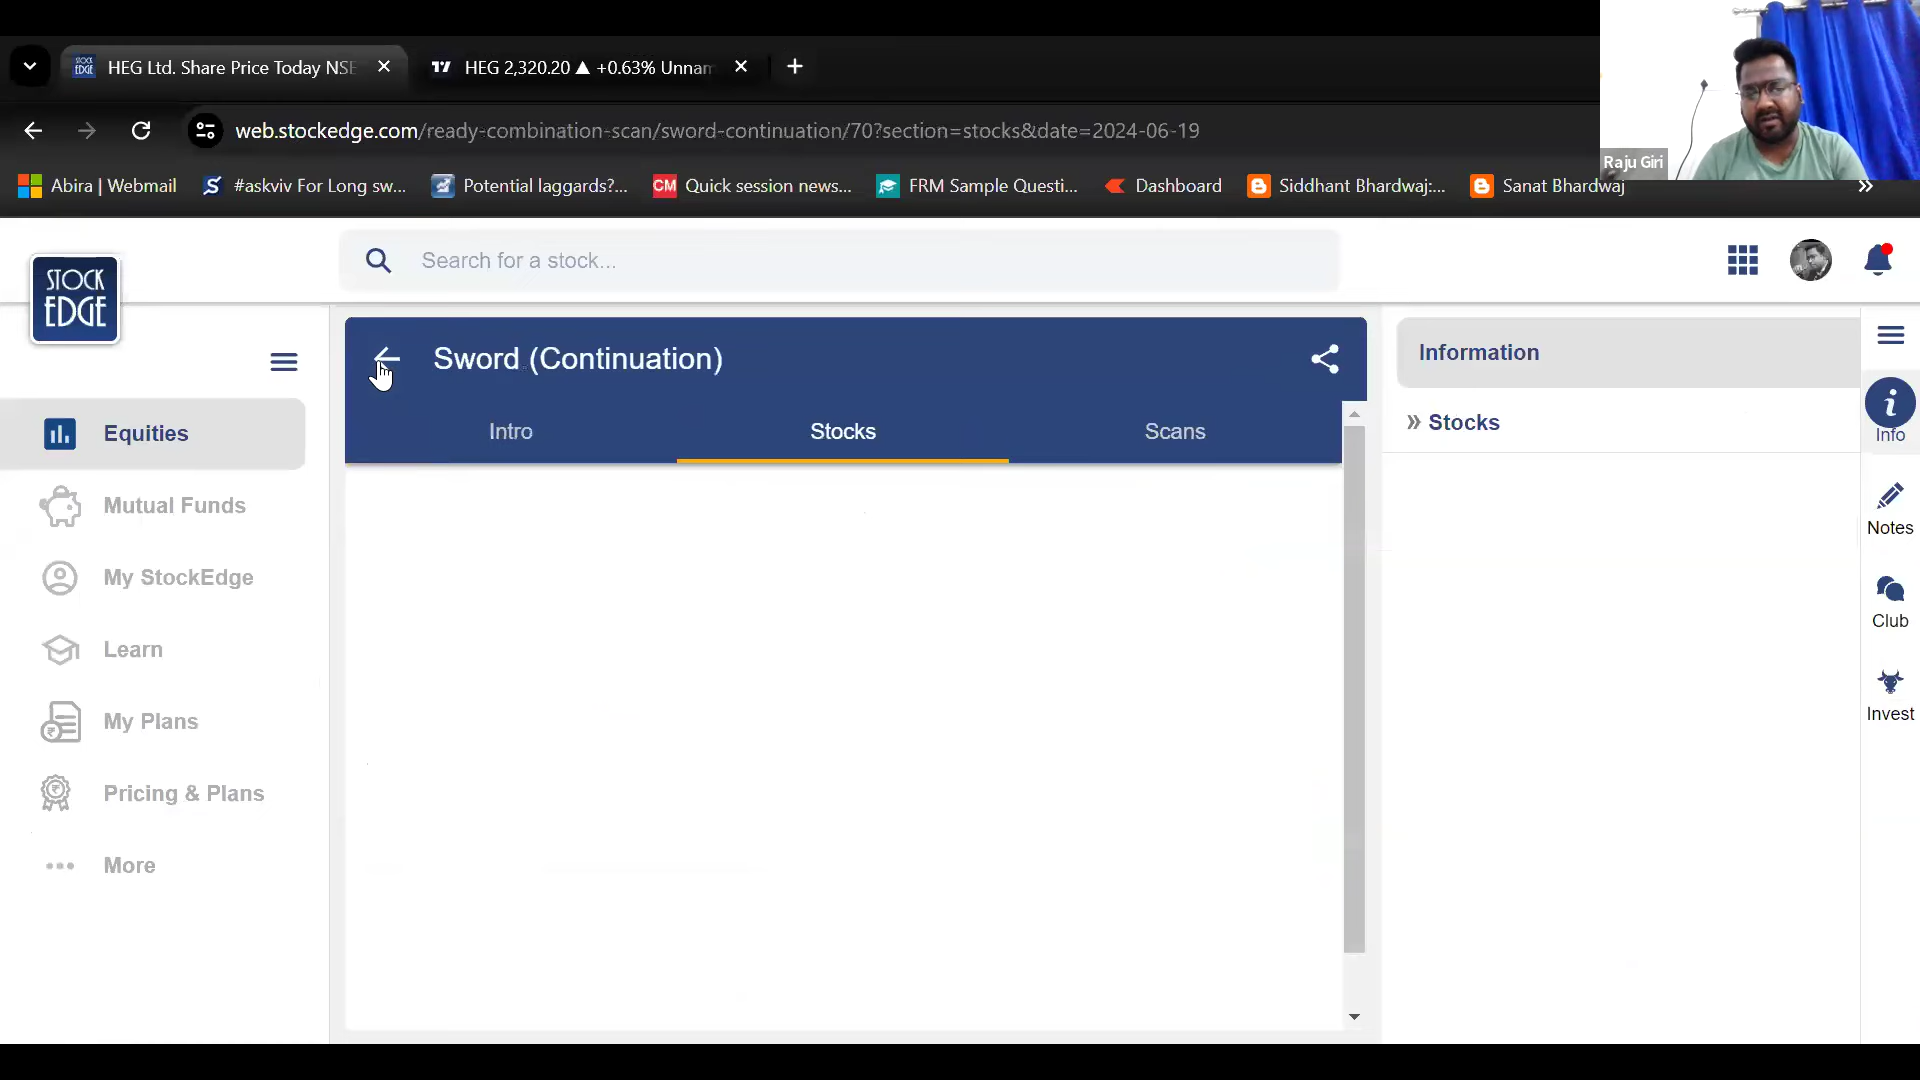 HEG Ltd. Share Price Today NSE
HEG 2,320.20 ▲ +0.63% Unnam
web.stockedge.com/ready-combination-scan/sword-continuation/70?section=stocks&date=2024-06-19
Raju Giri
Abira | Webmail
#askviv For Long sw...
Potential laggards?...
CM Quick session news...
FRM Sample Questi...
Dashboard
Siddhant Bhardwaj:...
Sanat Bhardwaj
STOCK
EDGE
Search for a stock...
Equities
Mutual Funds
My StockEdge
Learn
My Plans
Pricing & Plans
More
Sword (Continuation)
Intro
Stocks
Scans
Information
» Stocks
Info
Notes
Club
Invest